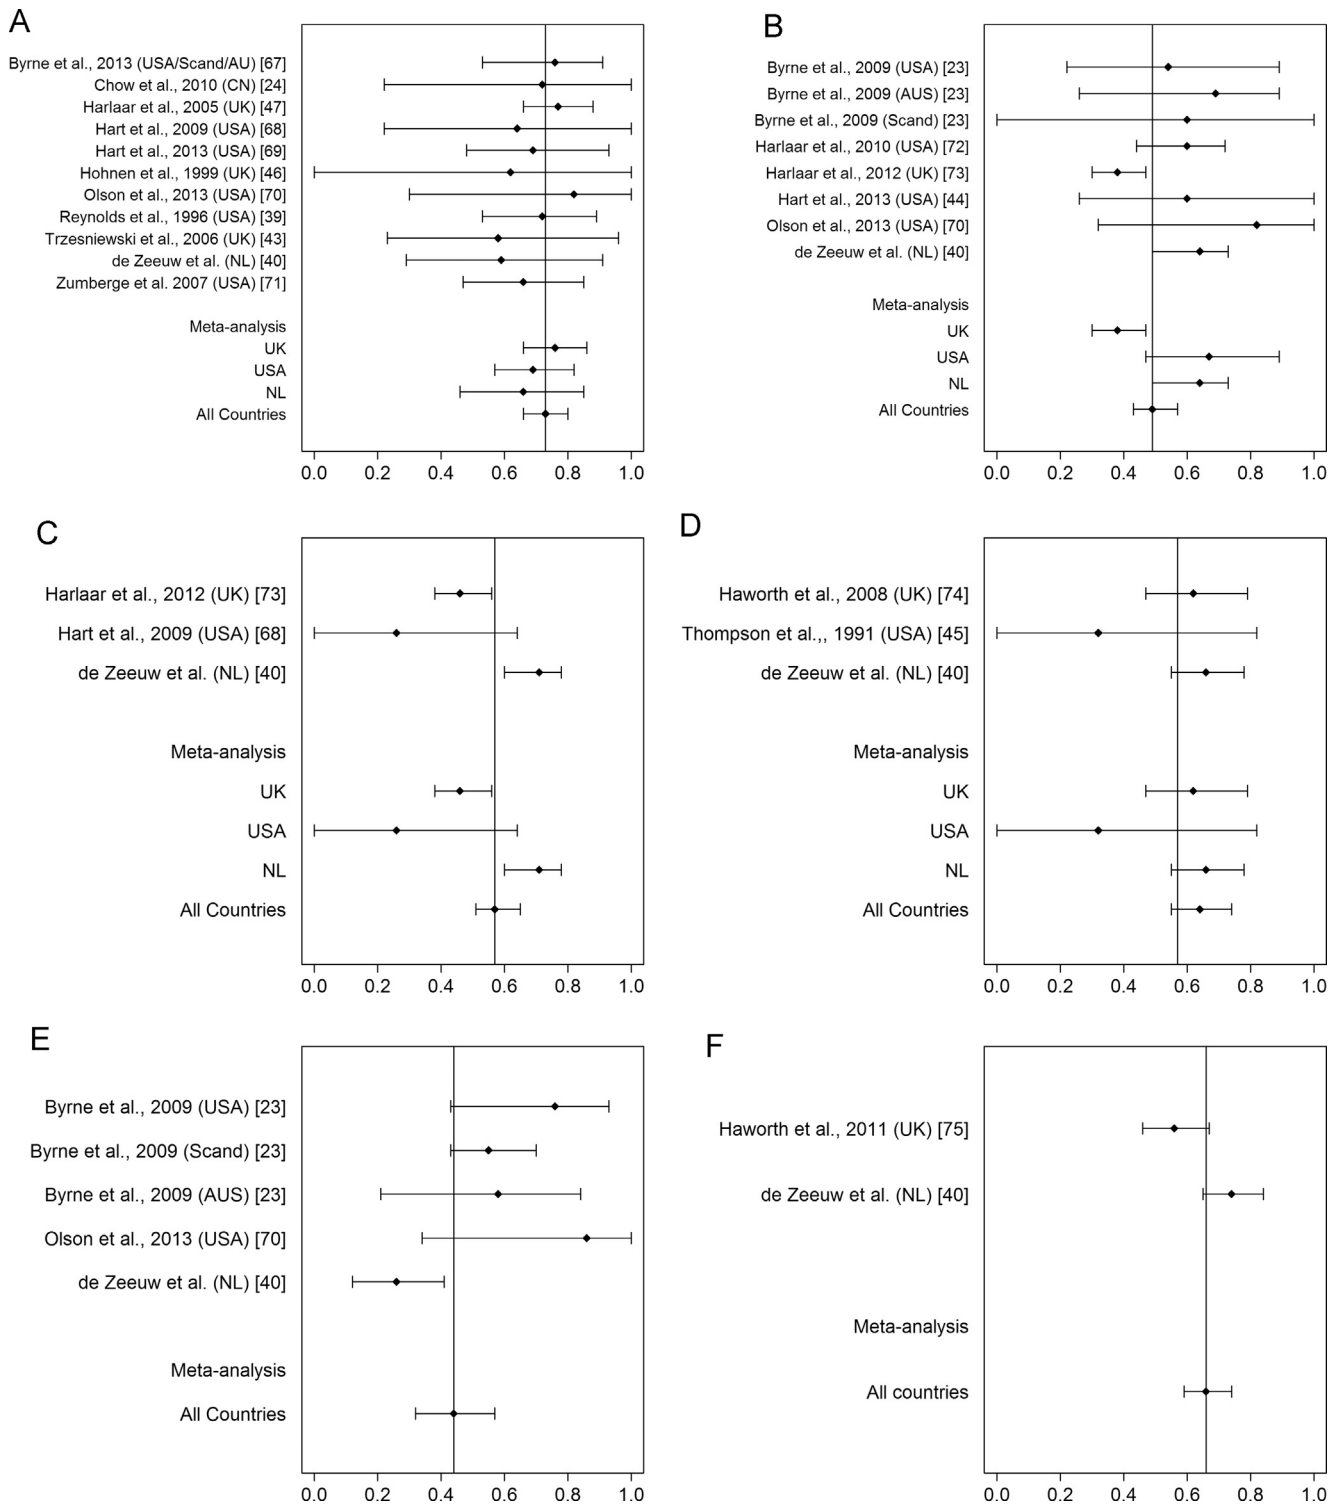 A
Byrne et al., 2013 (USA/Scand/AU) [67]
Chow et al., 2010 (CN) [24]
Harlaar et al., 2005 (UK) [47]
Hart et al., 2009 (USA) [68]
Hart et al., 2013 (USA) [69]
Hohnen et al., 1999 (UK) [46]
Olson et al., 2013 (USA) [70]
Reynolds et al., 1996 (USA) [39]
Trzesniewski et al., 2006 (UK) [43]
de Zeeuw et al. (NL) [40]
Zumberge et al. 2007 (USA) [71]
Meta-analysis
UK
USA
NL
All Countries
0.0 0.2 0.4 0.6 0.8 1.0
B
Byrne et al., 2009 (USA) [23]
Byrne et al., 2009 (AUS) [23]
Byrne et al., 2009 (Scand) [23]
Harlaar et al., 2010 (USA) [72]
Harlaar et al., 2012 (UK) [73]
Hart et al., 2013 (USA) [44]
Olson et al., 2013 (USA) [70]
de Zeeuw et al. (NL) [40]
Meta-analysis
UK
USA
NL
All Countries
0.0 0.2 0.4 0.6 0.8 1.0
C
Harlaar et al., 2012 (UK) [73]
Hart et al., 2009 (USA) [68]
de Zeeuw et al. (NL) [40]
Meta-analysis
UK
USA
NL
All Countries
0.0 0.2 0.4 0.6 0.8 1.0
D
Haworth et al., 2008 (UK) [74]
Thompson et al.,, 1991 (USA) [45]
de Zeeuw et al. (NL) [40]
Meta-analysis
UK
USA
NL
All Countries
0.0 0.2 0.4 0.6 0.8 1.0
E
Byrne et al., 2009 (USA) [23]
Byrne et al., 2009 (Scand) [23]
Byrne et al., 2009 (AUS) [23]
Olson et al., 2013 (USA) [70]
de Zeeuw et al. (NL) [40]
Meta-analysis
All Countries
0.0 0.2 0.4 0.6 0.8 1.0
F
Haworth et al., 2011 (UK) [75]
de Zeeuw et al. (NL) [40]
Meta-analysis
All countries
0.0 0.2 0.4 0.6 0.8 1.0